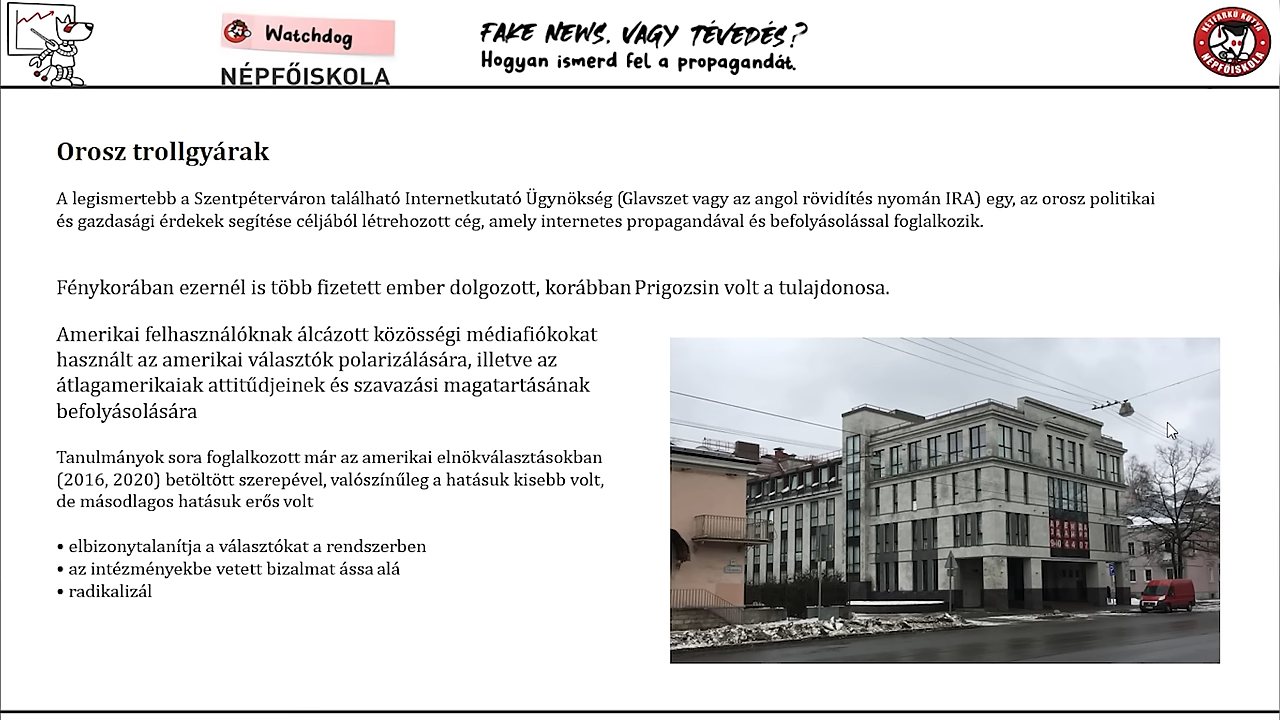 Watchdog
NÉPFŐISKOLA
FAKE NEWS, VAGY TÉVEDÉS?
Hogyan ismerd fel a propagandát.
KÉTFARKÚ KUTYA
NÉPFŐISKOLA
Orosz trollgyárak
A legismertebb a Szentpéterváron található Internetkutató Ügynökség (Glavszet vagy az angol rövidítés nyomán IRA) egy, az orosz politikai
és gazdasági érdekek segítése céljából létrehozott cég, amely internetes propagandával és befolyásolással foglalkozik.
Fénykorában ezernél is több fizetett ember dolgozott, korábban Prigozsin volt a tulajdonosa.
Amerikai felhasználóknak álcázott közösségi médiafiókokat
használt az amerikai választók polarizálására, illetve az
átlagamerikaiak attitűdjeinek és szavazási magatartásának
befolyásolására
Tanulmányok sora foglalkozott már az amerikai elnökválasztásokban
(2016, 2020) betöltött szerepével, valószínűleg a hatásuk kisebb volt,
de másodlagos hatásuk erős volt
• elbizonytalanítja a választókat a rendszerben
• az intézményekbe vetett bizalmat ássa alá
• radikalizál